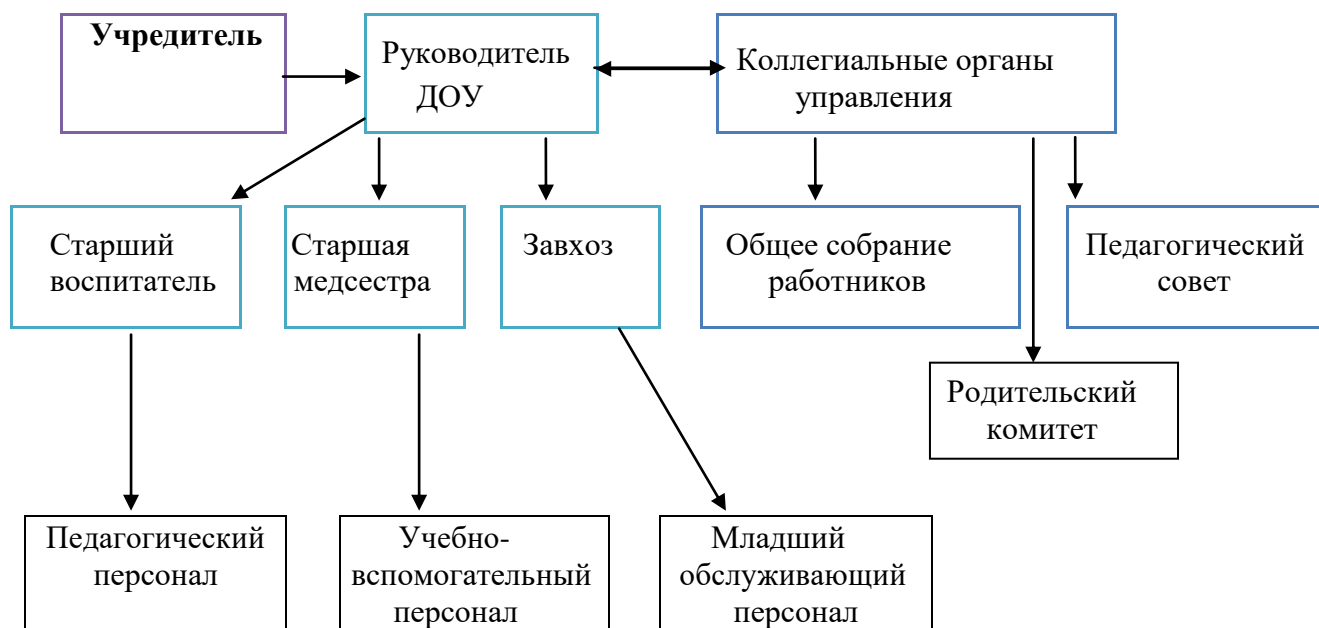 Учредитель
Руководитель
ДОУ
Коллегиальные органы
управления
Старший
воспитатель
Старшая
медсестра
Завхоз
Общее собрание
работников
Педагогический
совет
Родительский
комитет
Педагогический
персонал
Учебно-
вспомогательный
персонал
Младший
обслуживающий
персонал